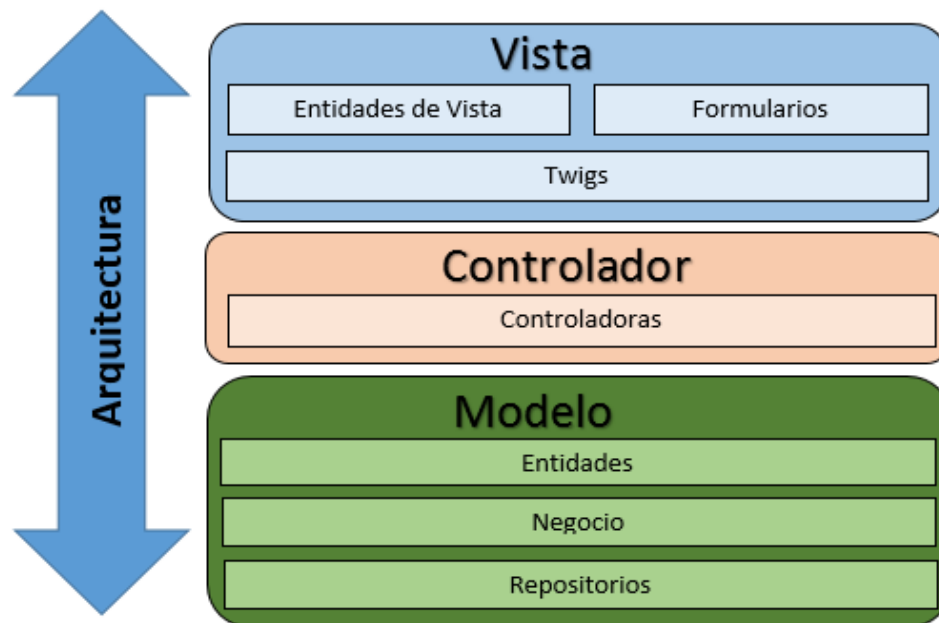 Arquitectura
Vista
Entidades de Vista
Formularios
Twigs
Controlador
Controladoras
Modelo
Entidades
Negocio
Repositorios